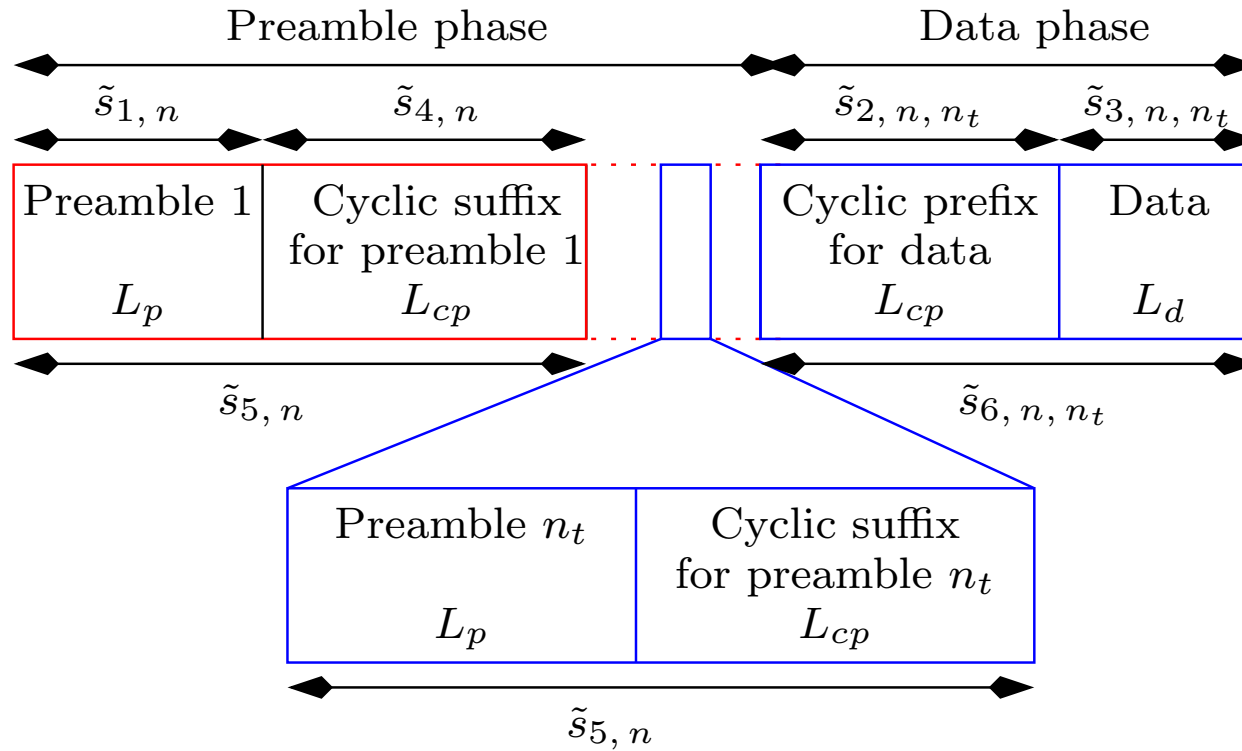 Preamble phase Data phase
s̃1, n s̃4, n s̃2, n, nt s̃3, n, nt
Preamble 1 Cyclic suffix Cyclic prefix Data
for preamble 1 for data
Lp Lcp Lcp Ld
s̃5, n s̃6, n, nt
Preamble nt Cyclic suffix
for preamble nt
Lp Lcp
s̃5, n